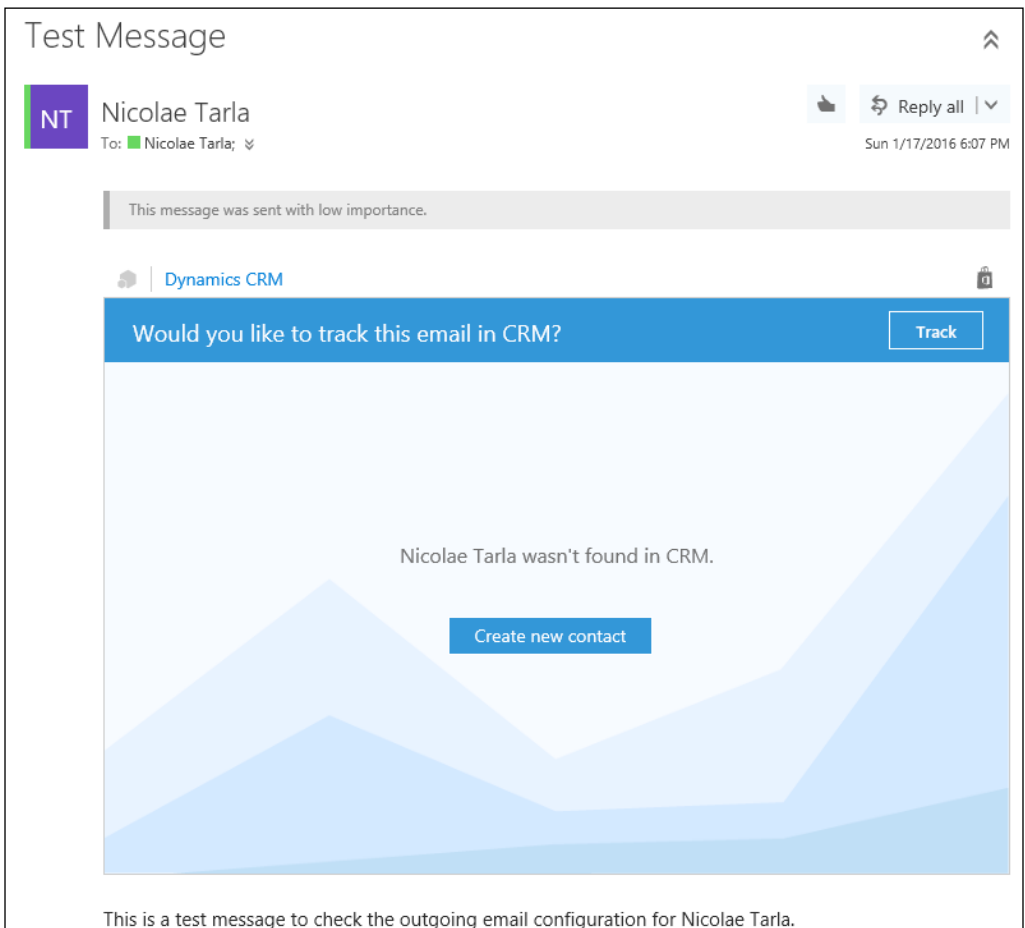 Test Message
NT
Nicolae Tarla
Reply all
To: Nicolae Tarla;
Sun 1/17/2016 6:07 PM
This message was sent with low importance.
Dynamics CRM
Would you like to track this email in CRM?
Track
Nicolae Tarla wasn't found in CRM.
Create new contact
This is a test message to check the outgoing email configuration for Nicolae Tarla.